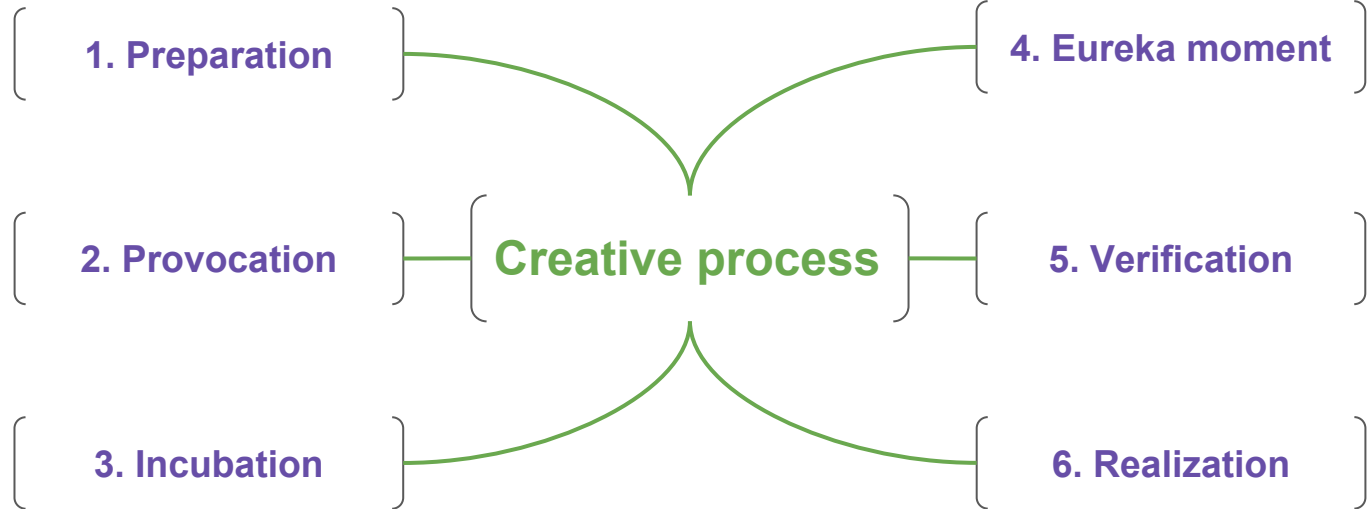 1. Preparation
4. Eureka moment
2. Provocation
Creative process
5. Verification
3. Incubation
6. Realization